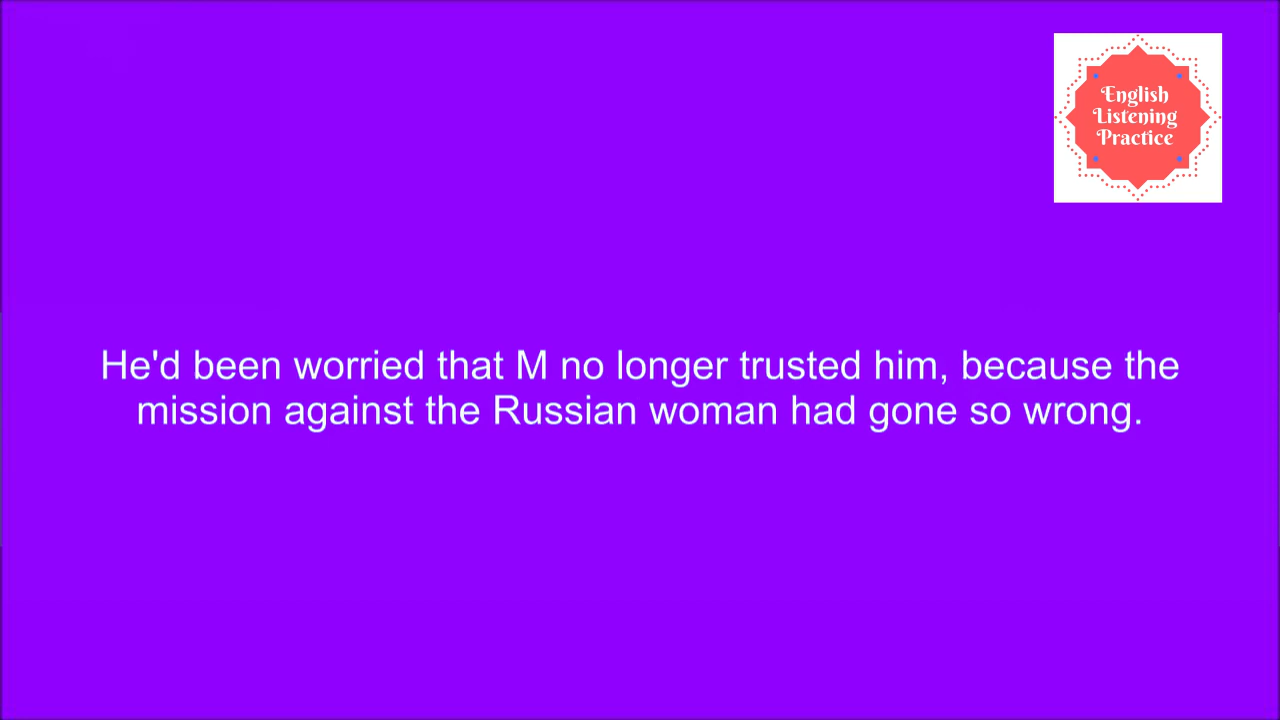 English
Listening
Practice
He'd been worried that M no longer trusted him, because the
mission against the Russian woman had gone so wrong.